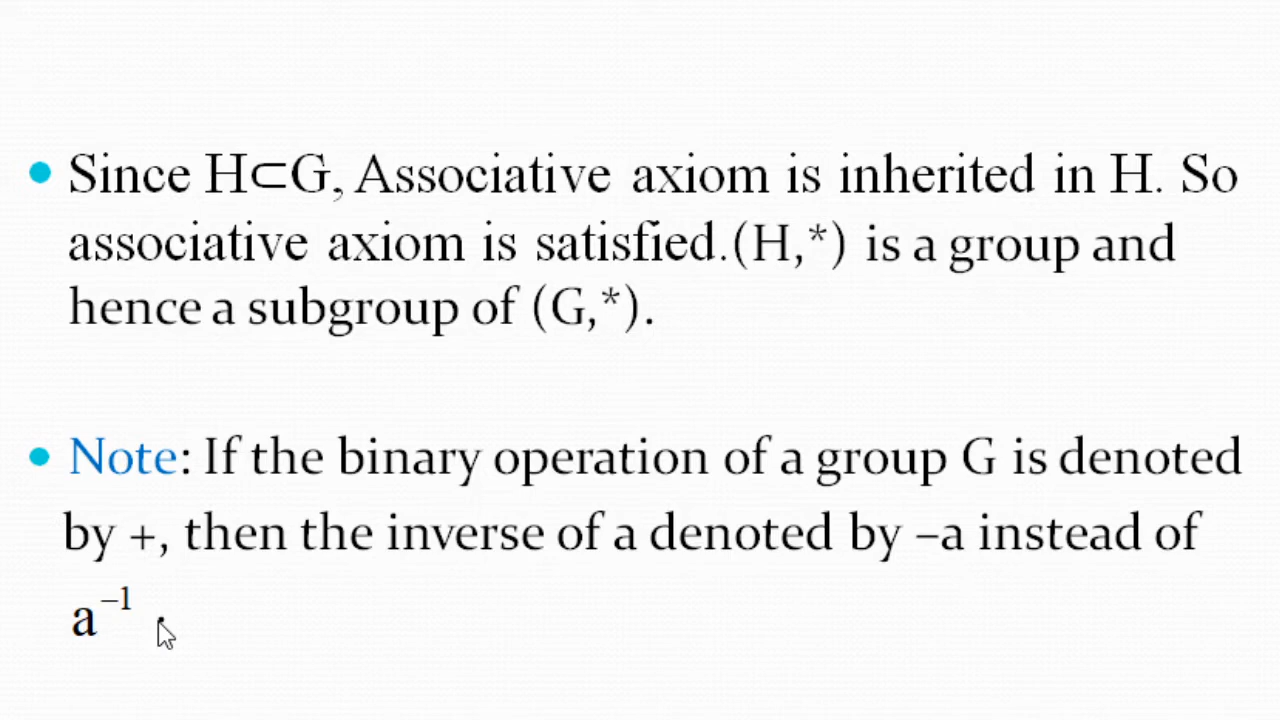 Since H⊂G, Associative axiom is inherited in H. So
associative axiom is satisfied.(H,*) is a group and
hence a subgroup of (G,*).
Note: If the binary operation of a group G is denoted
by +, then the inverse of a denoted by –a instead of
a⁻¹ .